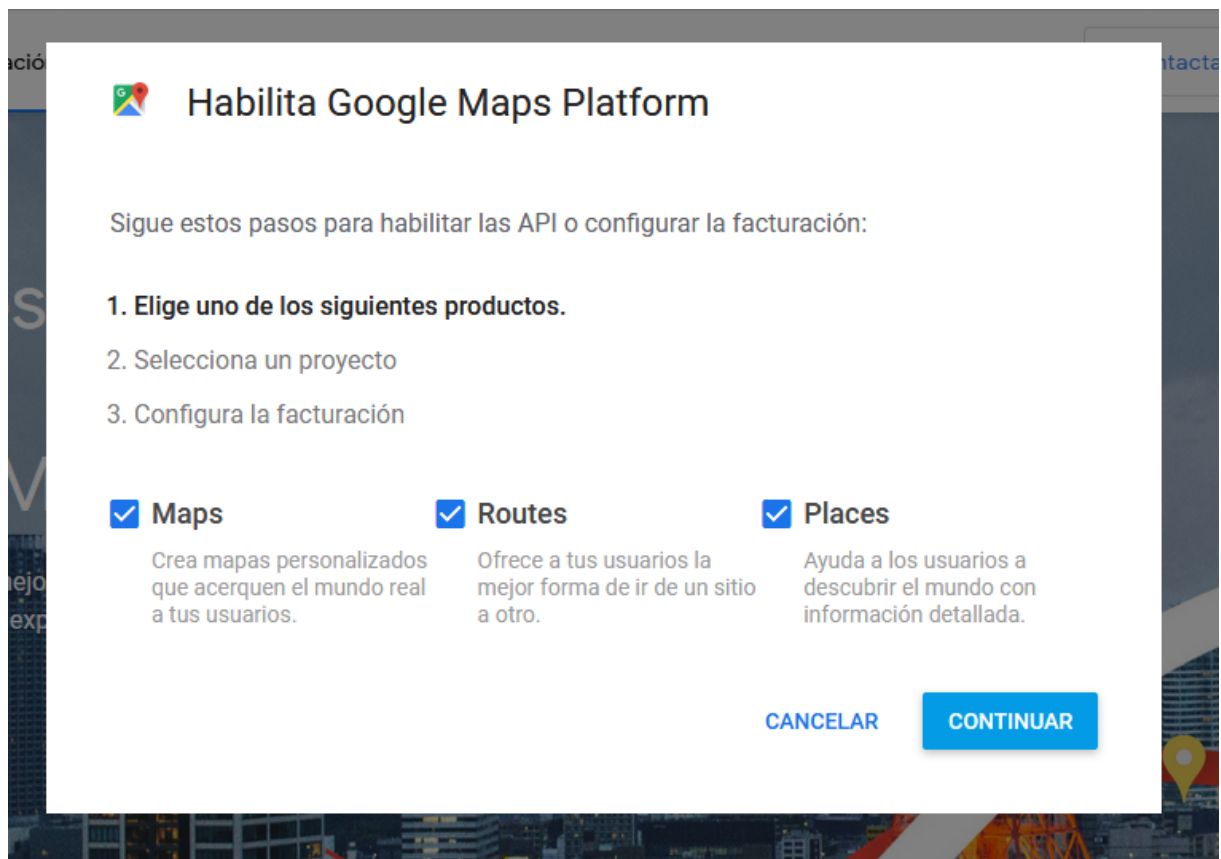 Habilita Google Maps Platform
Sigue estos pasos para habilitar las API o configurar la facturación:
1. Elige uno de los siguientes productos.
2. Selecciona un proyecto
3. Configura la facturación
Maps
Crea mapas personalizados
que acerquen el mundo real
a tus usuarios.
Routes
Ofrece a tus usuarios la
mejor forma de ir de un sitio
a otro.
Places
Ayuda a los usuarios a
descubrir el mundo con
información detallada.
CANCELAR
CONTINUAR